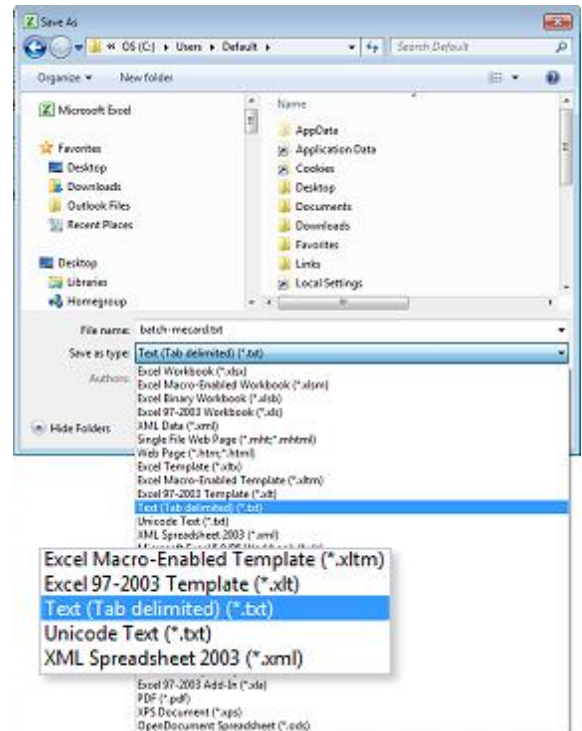 Save As
« OS (C:) ▸ Users ▸ Default ▸
Search Default
Organize
New folder
Microsoft Excel
Favorites
Desktop
Downloads
Outlook Files
Recent Places
Desktop
Libraries
Homegroup
Name
AppData
Application Data
Cookies
Desktop
Documents
Downloads
Favorites
Links
Local Settings
File name: batch-mecard.txt
Save as type: Text (Tab delimited) (*.txt)
Authors:
Hide Folders
Excel Workbook (*.xlsx)
Excel Macro-Enabled Workbook (*.xlsm)
Excel Binary Workbook (*.xlsb)
Excel 97-2003 Workbook (*.xls)
XML Data (*.xml)
Single File Web Page (*.mht;*.mhtml)
Web Page (*.htm;*.html)
Excel Template (*.xltx)
Excel Macro-Enabled Template (*.xltm)
Excel 97-2003 Template (*.xlt)
Text (Tab delimited) (*.txt)
Unicode Text (*.txt)
XML Spreadsheet 2003 (*.xml)
Excel Macro-Enabled Template (*.xltm)
Excel 97-2003 Template (*.xlt)
Text (Tab delimited) (*.txt)
Unicode Text (*.txt)
XML Spreadsheet 2003 (*.xml)
Excel 97-2003 Add-In (*.xla)
PDF (*.pdf)
XPS Document (*.xps)
OpenDocument Spreadsheet (*.ods)